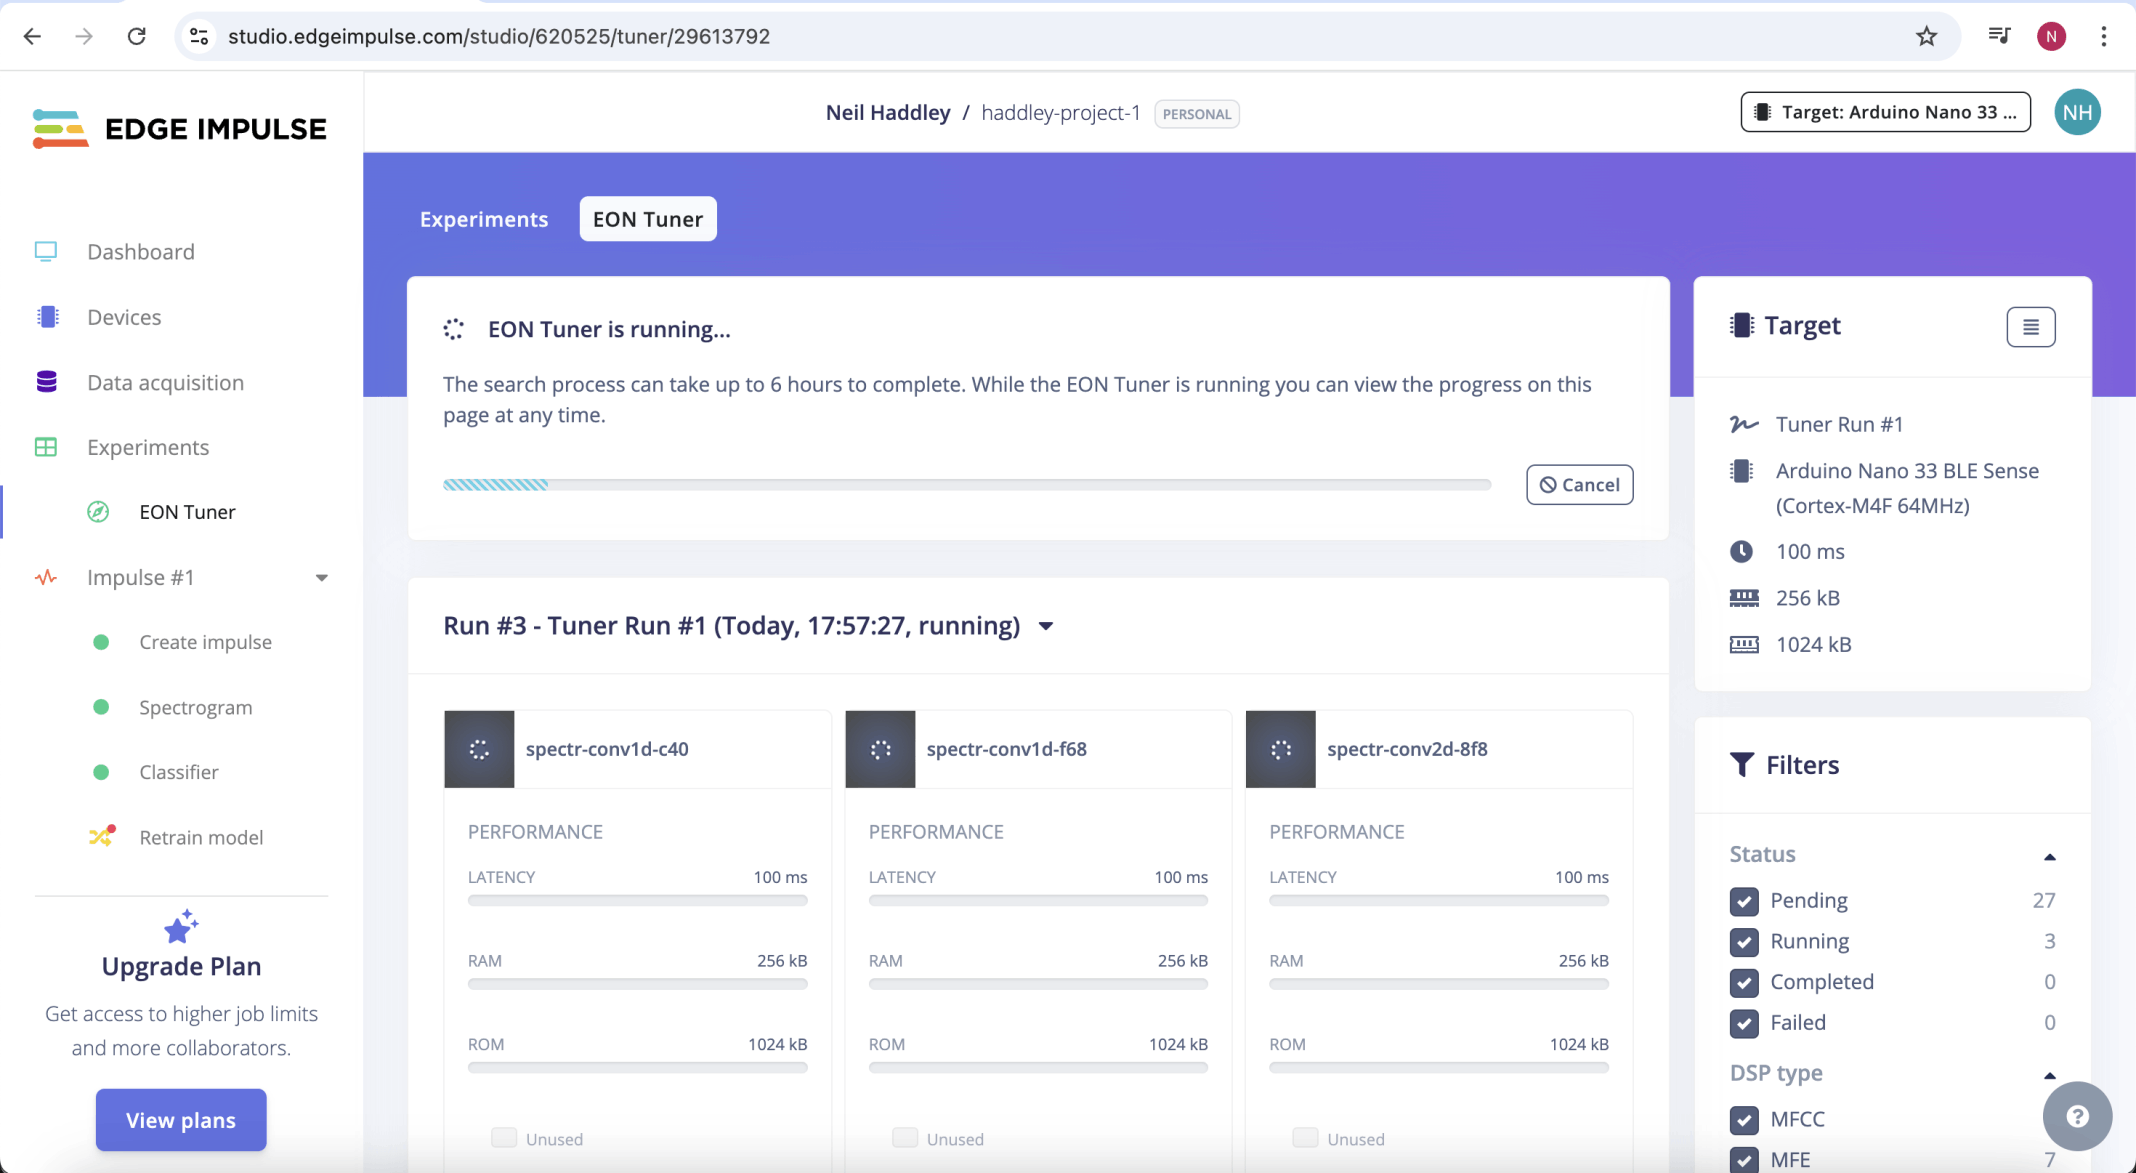 studio.edgeimpulse.com/studio/620525/tuner/29613792
N
EDGE IMPULSE
Neil Haddley / haddley-project-1 PERSONAL
Target: Arduino Nano 33 ...
NH
Dashboard
Devices
Data acquisition
Experiments
EON Tuner
Impulse #1
Create impulse
Spectrogram
Classifier
Retrain model
Upgrade Plan
Get access to higher job limits
and more collaborators.
View plans
Experiments
EON Tuner
EON Tuner is running...
The search process can take up to 6 hours to complete. While the EON Tuner is running you can view the progress on this
page at any time.
Cancel
Run #3 - Tuner Run #1 (Today, 17:57:27, running)
spectr-conv1d-c40
PERFORMANCE
LATENCY 100 ms
RAM 256 kB
ROM 1024 kB
Unused
spectr-conv1d-f68
PERFORMANCE
LATENCY 100 ms
RAM 256 kB
ROM 1024 kB
Unused
spectr-conv2d-8f8
PERFORMANCE
LATENCY 100 ms
RAM 256 kB
ROM 1024 kB
Unused
Target
Tuner Run #1
Arduino Nano 33 BLE Sense
(Cortex-M4F 64MHz)
100 ms
256 kB
1024 kB
Filters
Status
Pending 27
Running 3
Completed 0
Failed 0
DSP type
MFCC
MFE 7
?